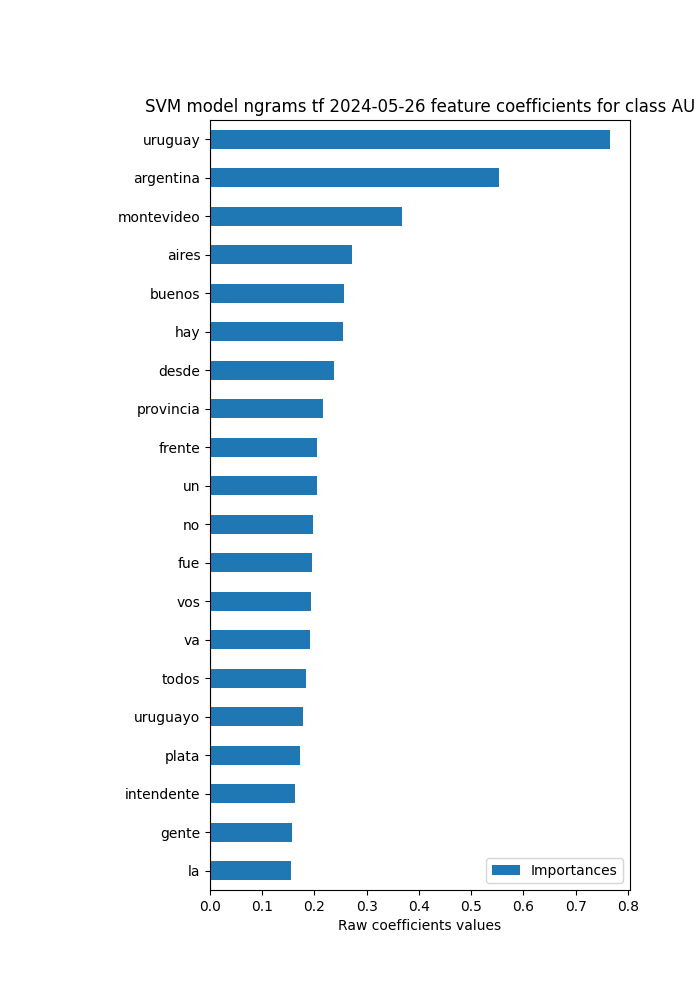 SVM model ngrams tf 2024-05-26 feature coefficients for class AU
uruguay
argentina
montevideo
aires
buenos
hay
desde
provincia
frente
un
no
fue
vos
va
todos
uruguayo
plata
intendente
gente
la
Importances
0.0 0.1 0.2 0.3 0.4 0.5 0.6 0.7 0.8
Raw coefficients values